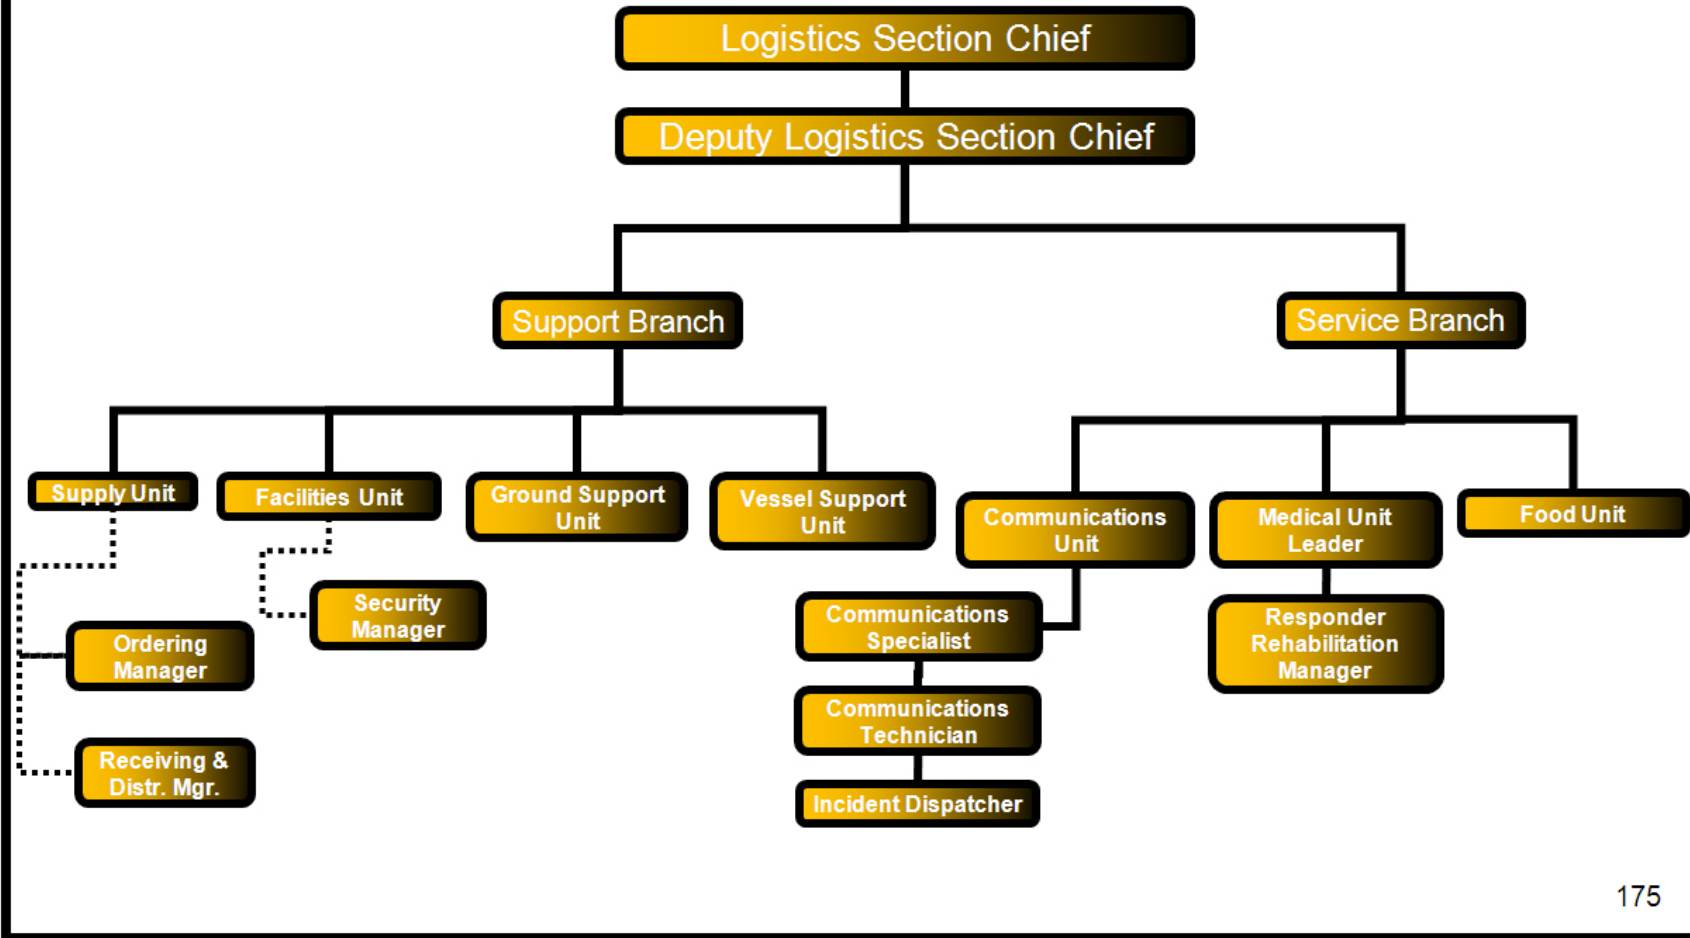 Logistics Section Chief
Deputy Logistics Section Chief
Support Branch
Service Branch
Supply Unit
Facilities Unit
Ground Support
Unit
Vessel Support
Unit
Communications
Unit
Medical Unit
Leader
Food Unit
Ordering
Manager
Receiving &
Distr. Mgr.
Security
Manager
Communications
Specialist
Communications
Technician
Incident Dispatcher
Responder
Rehabilitation
Manager
175